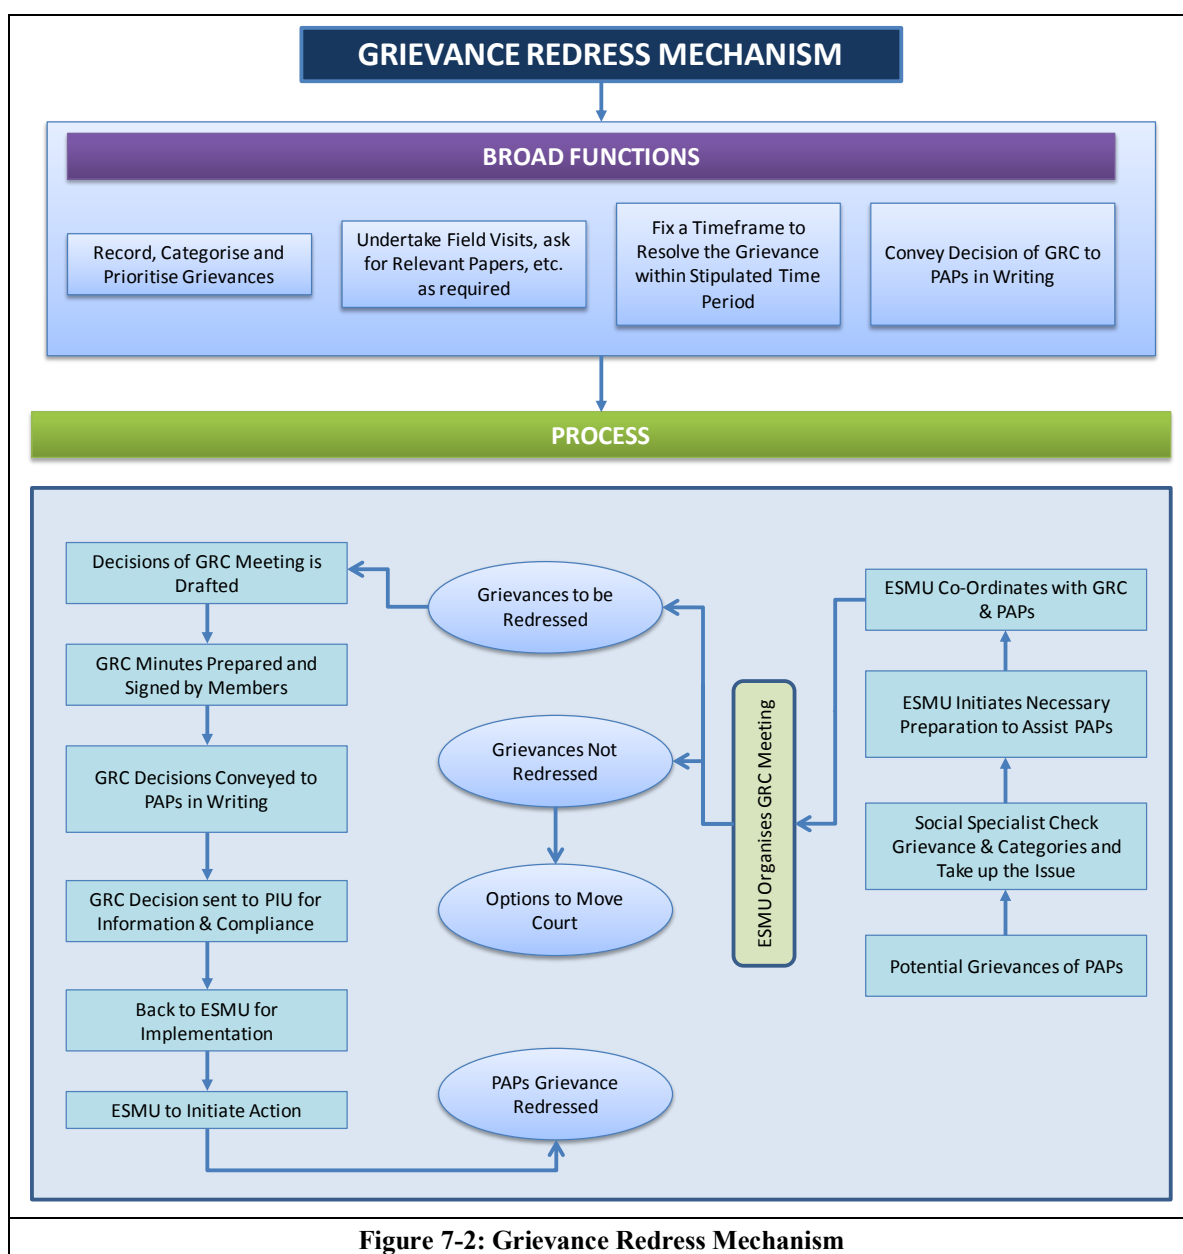 GRIEVANCE REDRESS MECHANISM
BROAD FUNCTIONS
Record, Categorise and
Prioritise Grievances
Undertake Field Visits, ask
for Relevant Papers, etc.
as required
Fix a Timeframe to
Resolve the Grievance
within Stipulated Time
Period
Convey Decision of GRC to
PAPs in Writing
PROCESS
Decisions of GRC Meeting is
Drafted
GRC Minutes Prepared and
Signed by Members
GRC Decisions Conveyed to
PAPs in Writing
GRC Decision sent to PIU for
Information & Compliance
Back to ESMU for
Implementation
ESMU to Initiate Action
Grievances to be
Redressed
Grievances Not
Redressed
Options to Move
Court
PAPs Grievance
Redressed
ESMU Organises GRC Meeting
ESMU Co-Ordinates with GRC
& PAPs
ESMU Initiates Necessary
Preparation to Assist PAPs
Social Specialist Check
Grievance & Categories and
Take up the Issue
Potential Grievances of PAPs
Figure 7-2: Grievance Redress Mechanism